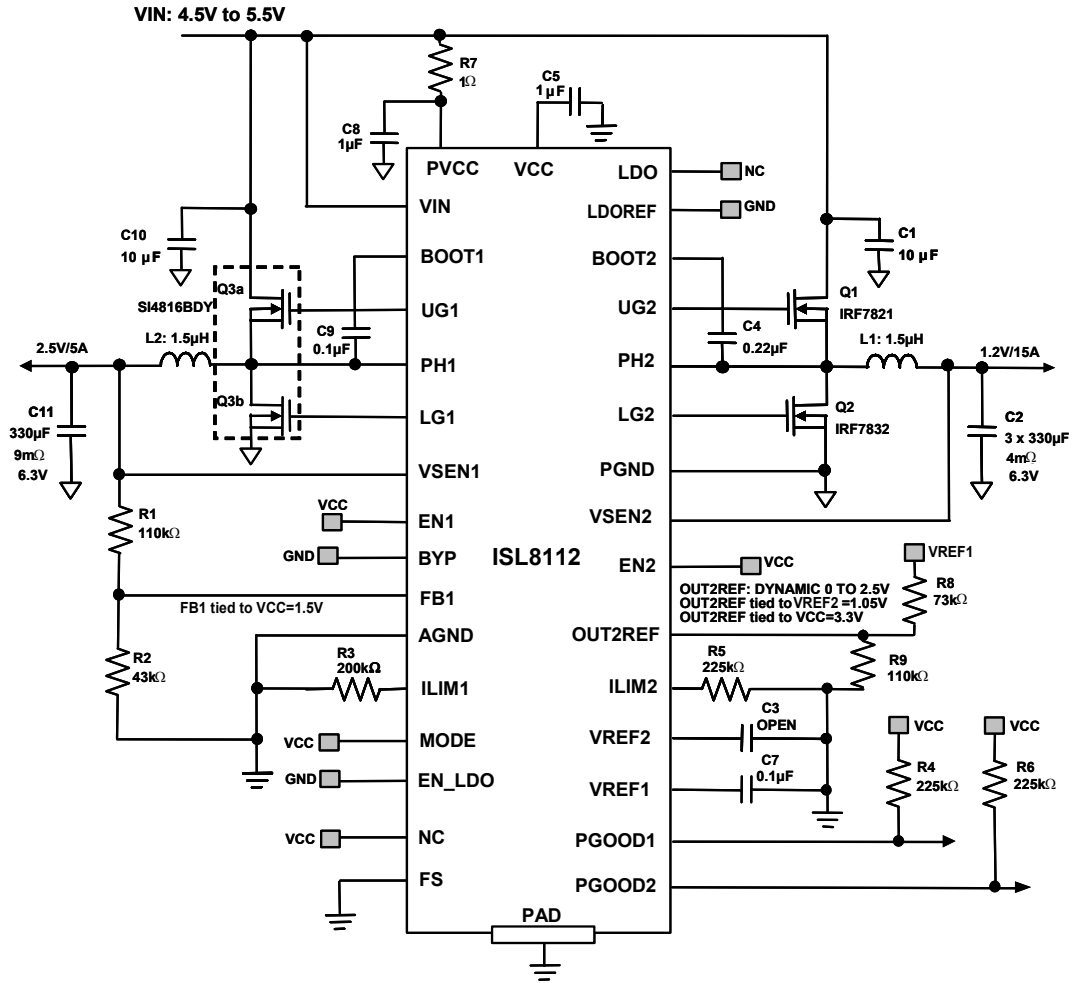 VIN: 4.5V to 5.5V
R7
1Ω
C5
1µF
C8
1µF
PVCC
VCC
LDO
NC
VIN
LDOREF
GND
C10
10 µF
C1
10 µF
BOOT1
BOOT2
Q3a
SI4816BDY
UG1
UG2
Q1
IRF7821
C9
0.1µF
C4
0.22µF
2.5V/5A
L2: 1.5µH
PH1
PH2
L1: 1.5µH
1.2V/15A
Q3b
LG1
LG2
Q2
IRF7832
C11
330µF
9mΩ
6.3V
C2
3 x 330µF
4mΩ
6.3V
VSEN1
PGND
R1
110kΩ
VCC
EN1
VSEN2
GND
BYP
ISL8112
EN2
VCC
VREF1
FB1 tied to VCC=1.5V
FB1
OUT2REF: DYNAMIC 0 TO 2.5V
OUT2REF tied to VREF2 =1.05V
OUT2REF tied to VCC=3.3V
R8
73kΩ
AGND
OUT2REF
R2
43kΩ
R3
200kΩ
ILIM1
ILIM2
R5
225kΩ
R9
110kΩ
VCC
MODE
VREF2
C3
OPEN
VCC
VCC
GND
EN_LDO
VREF1
C7
0.1µF
R4
225kΩ
R6
225kΩ
VCC
NC
PGOOD1
FS
PGOOD2
PAD